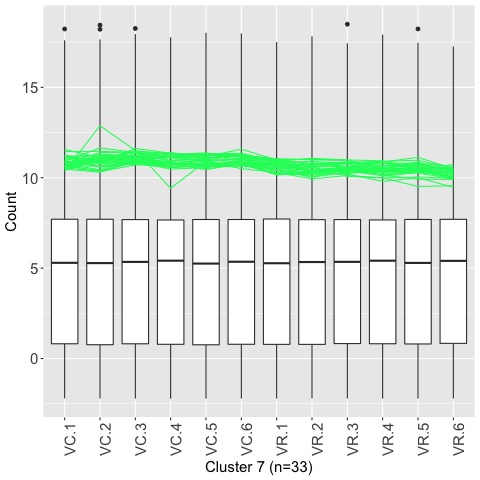 15
10
5
0
Count
VC.1
VC.2
VC.3
VC.4
VC.5
VC.6
VR.1
VR.2
VR.3
VR.4
VR.5
VR.6
Cluster 7 (n=33)